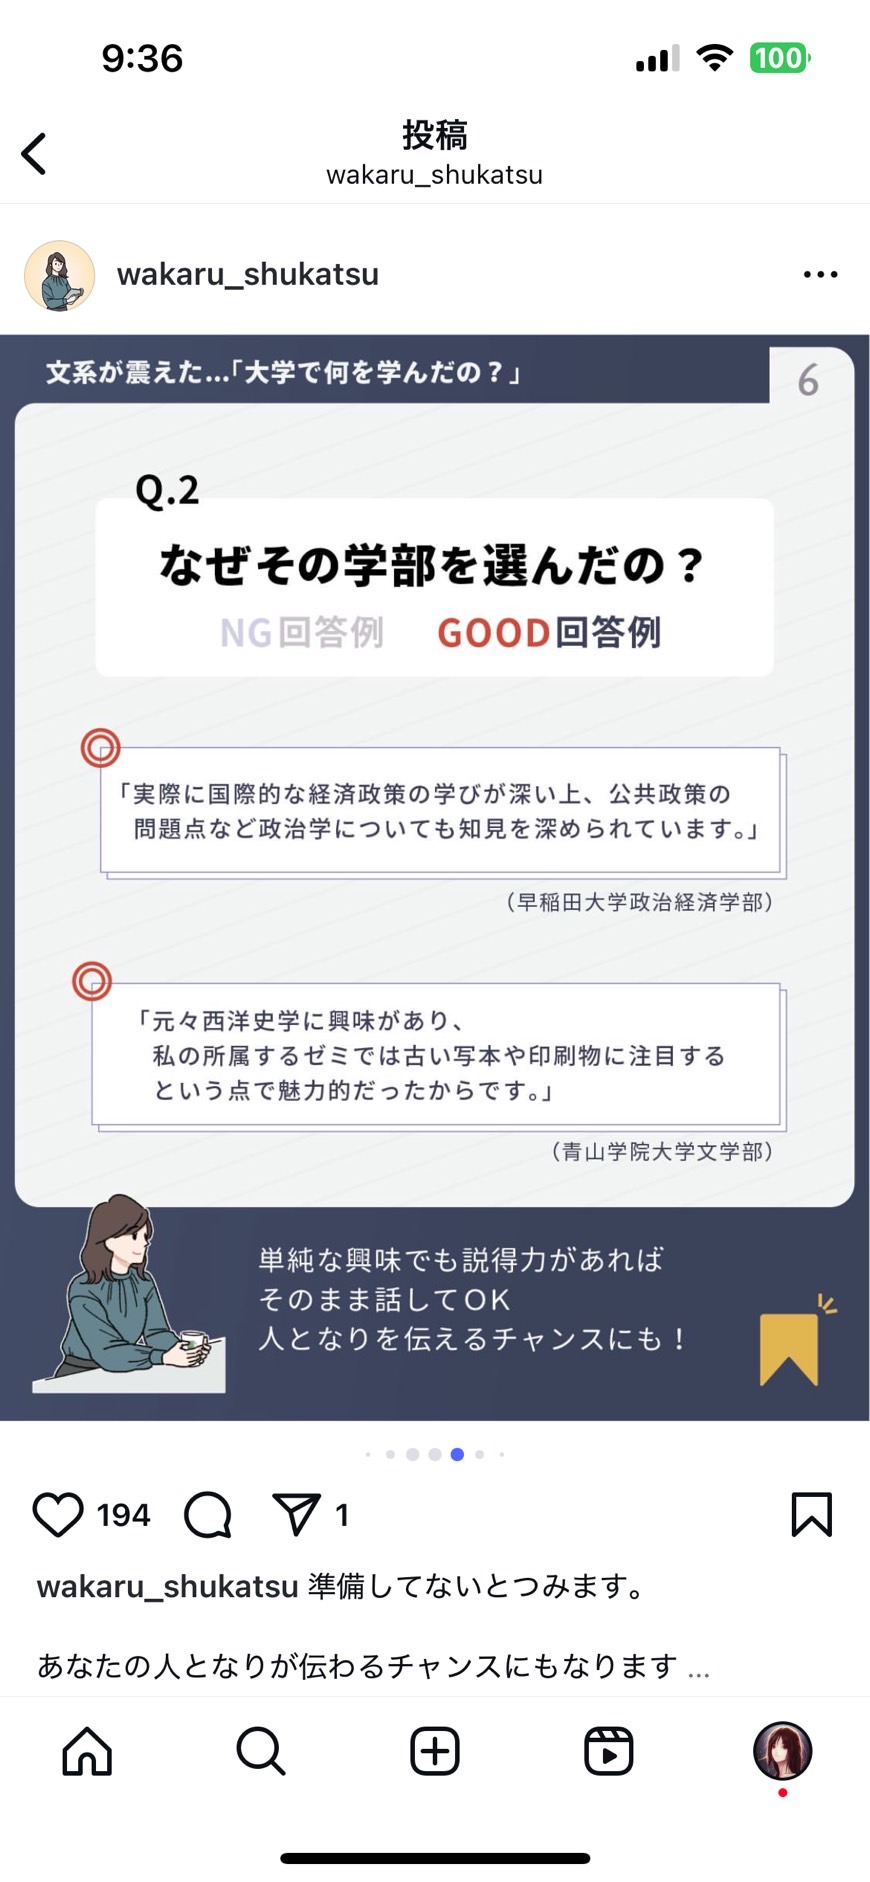 9:36
100
投稿
wakaru_shukatsu
wakaru_shukatsu
文系が震えた...「大学で何を学んだの？」
6
Q.2
なぜその学部を選んだの？
NG回答例 GOOD回答例
「実際に国際的な経済政策の学びが深い上、公共政策の
問題点など政治学についても知見を深められています。」
（早稲田大学政治経済学部）
「元々西洋史学に興味があり、
私の所属するゼミでは古い写本や印刷物に注目する
という点で魅力的だったからです。」
（青山学院大学文学部）
単純な興味でも説得力があれば
そのまま話してOK
人となりを伝えるチャンスにも！
194 1
wakaru_shukatsu 準備してないとつみます。
あなたの人となりが伝わるチャンスにもなります ...